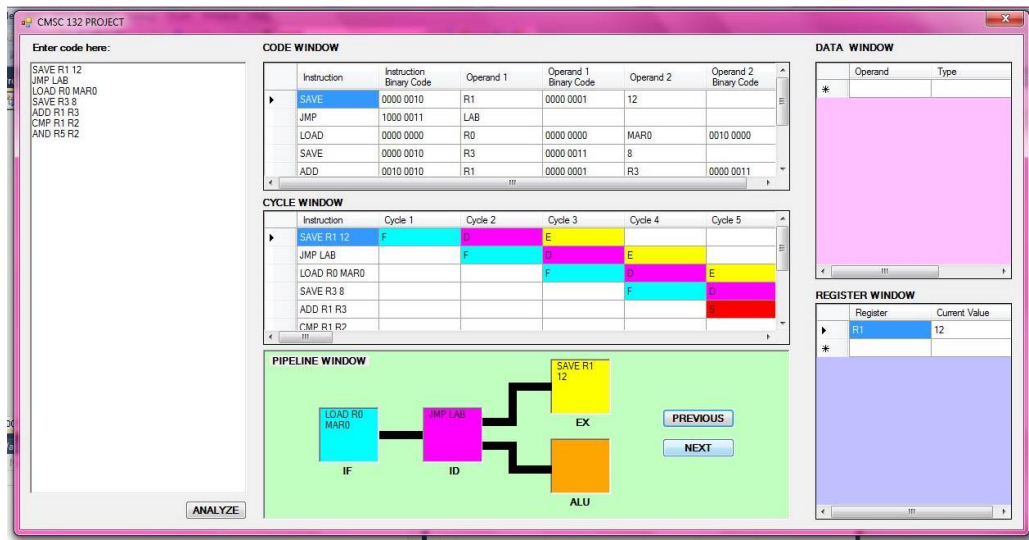 CMSC 132 PROJECT
Enter code here:
SAVE R1 12
JMP LAB
LOAD R0 MAR0
SAVE R3 8
ADD R1 R3
CMP R1 R2
AND R5 R2
ANALYZE
CODE WINDOW
Instruction Instruction Binary Code Operand 1 Operand 1 Binary Code Operand 2 Operand 2 Binary Code
SAVE 0000 0010 R1 0000 0001 12
JMP 1000 0011 LAB
LOAD 0000 0000 R0 0000 0000 MAR0 0010 0000
SAVE 0000 0010 R3 0000 0011 8
ADD 0010 0010 R1 0000 0001 R3 0000 0011
CYCLE WINDOW
Instruction Cycle 1 Cycle 2 Cycle 3 Cycle 4 Cycle 5
SAVE R1 12 F D E
JMP LAB F D E
LOAD R0 MAR0 F D E
SAVE R3 8 F D
ADD R1 R3 S
CMP R1 R2
PIPELINE WINDOW
LOAD R0
MAR0
IF
JMP LAB
ID
SAVE R1
12
EX
ALU
PREVIOUS
NEXT
DATA WINDOW
Operand Type
REGISTER WINDOW
Register Current Value
R1 12